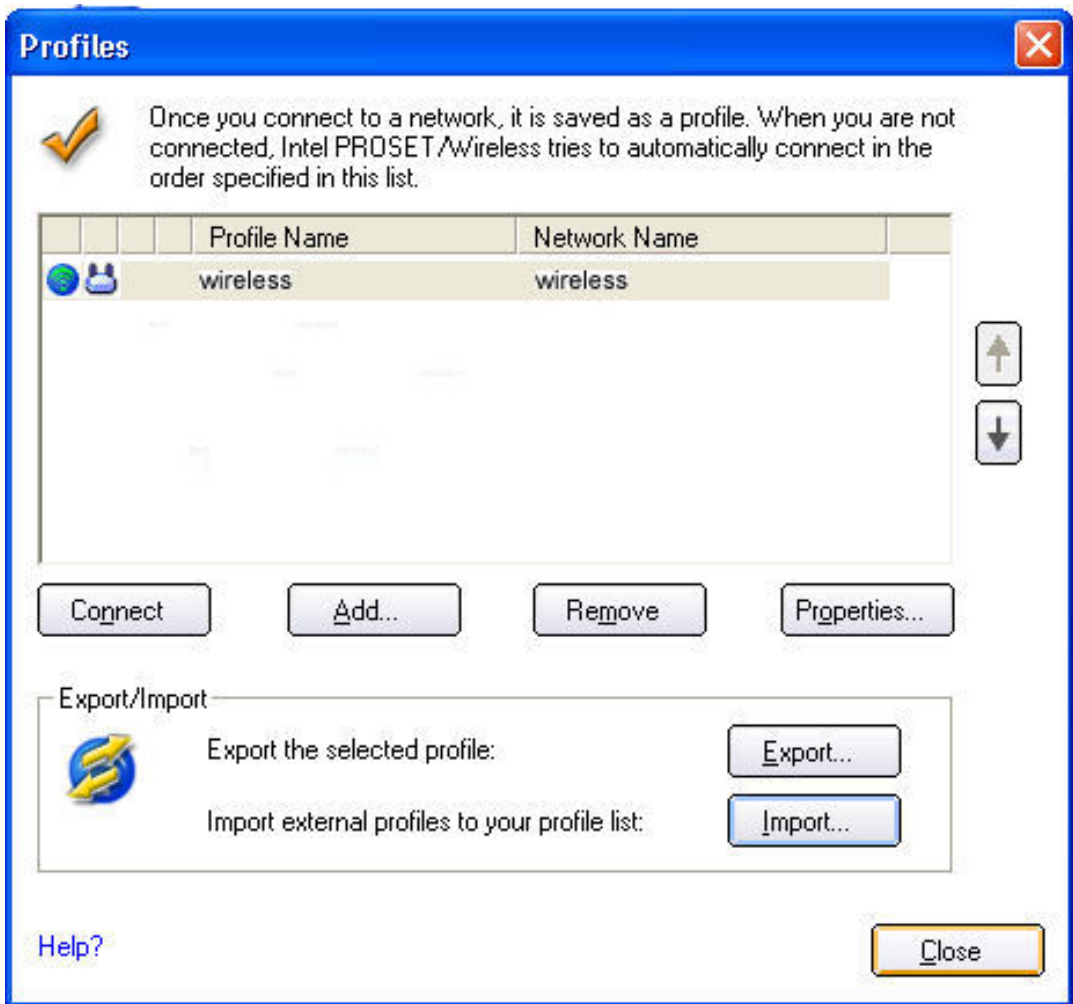 Profiles
Once you connect to a network, it is saved as a profile. When you are not
connected, Intel PROSET/Wireless tries to automatically connect in the
order specified in this list.
Profile Name Network Name
wireless wireless
Connect Add... Remove Properties...
Export/Import
Export the selected profile: Export...
Import external profiles to your profile list: Import...
Help? Close